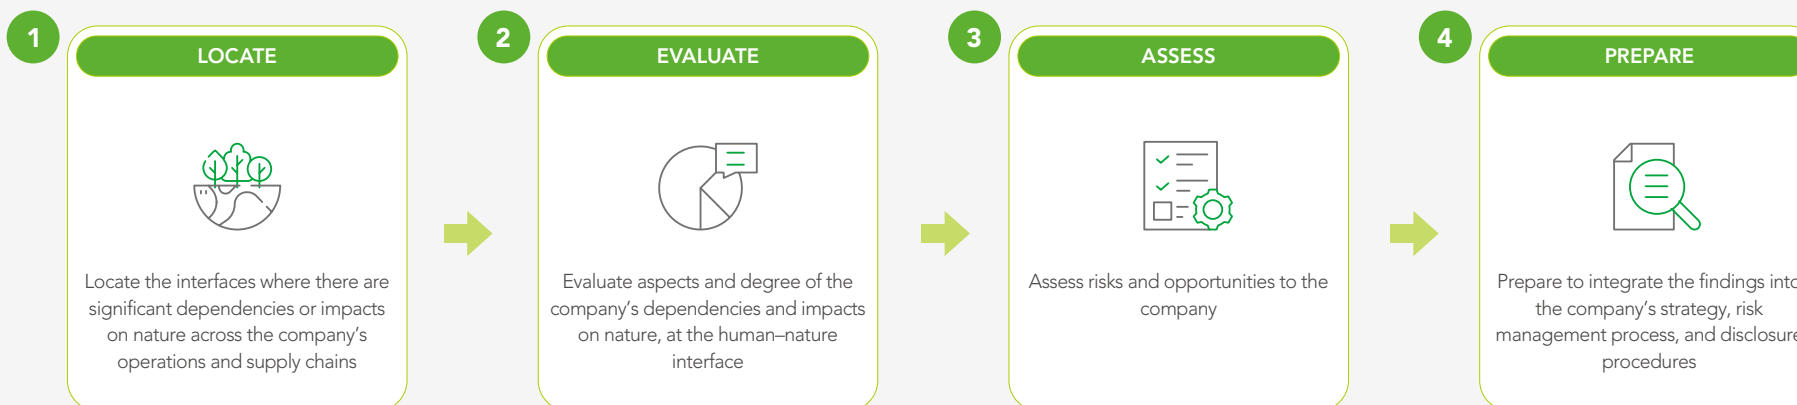 1
LOCATE
Locate the interfaces where there are
significant dependencies or impacts
on nature across the company's
operations and supply chains
2
EVALUATE
Evaluate aspects and degree of the
company's dependencies and impacts
on nature, at the human–nature
interface
3
ASSESS
Assess risks and opportunities to the
company
4
PREPARE
Prepare to integrate the findings into
the company's strategy, risk
management process, and disclosure
procedures